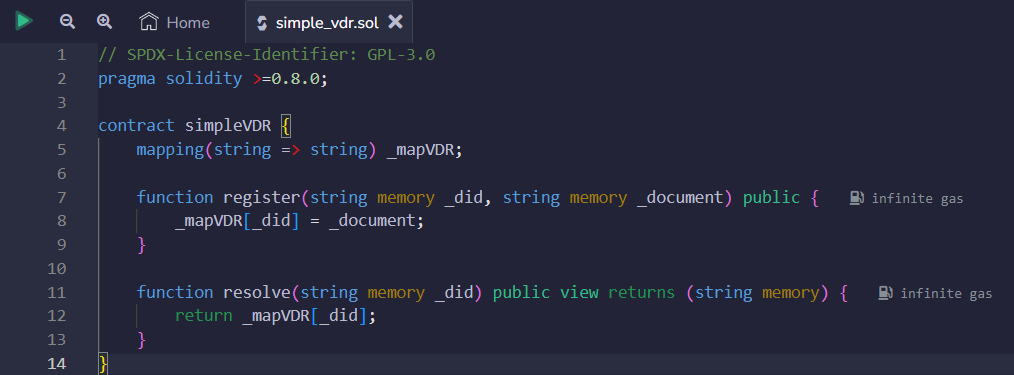 Home simple_vdr.sol
1 // SPDX-License-Identifier: GPL-3.0
2 pragma solidity >=0.8.0;
3
4 contract simpleVDR {
5 mapping(string => string) _mapVDR;
6
7 function register(string memory _did, string memory _document) public { infinite gas
8 _mapVDR[_did] = _document;
9 }
10
11 function resolve(string memory _did) public view returns (string memory) { infinite gas
12 return _mapVDR[_did];
13 }
14 }